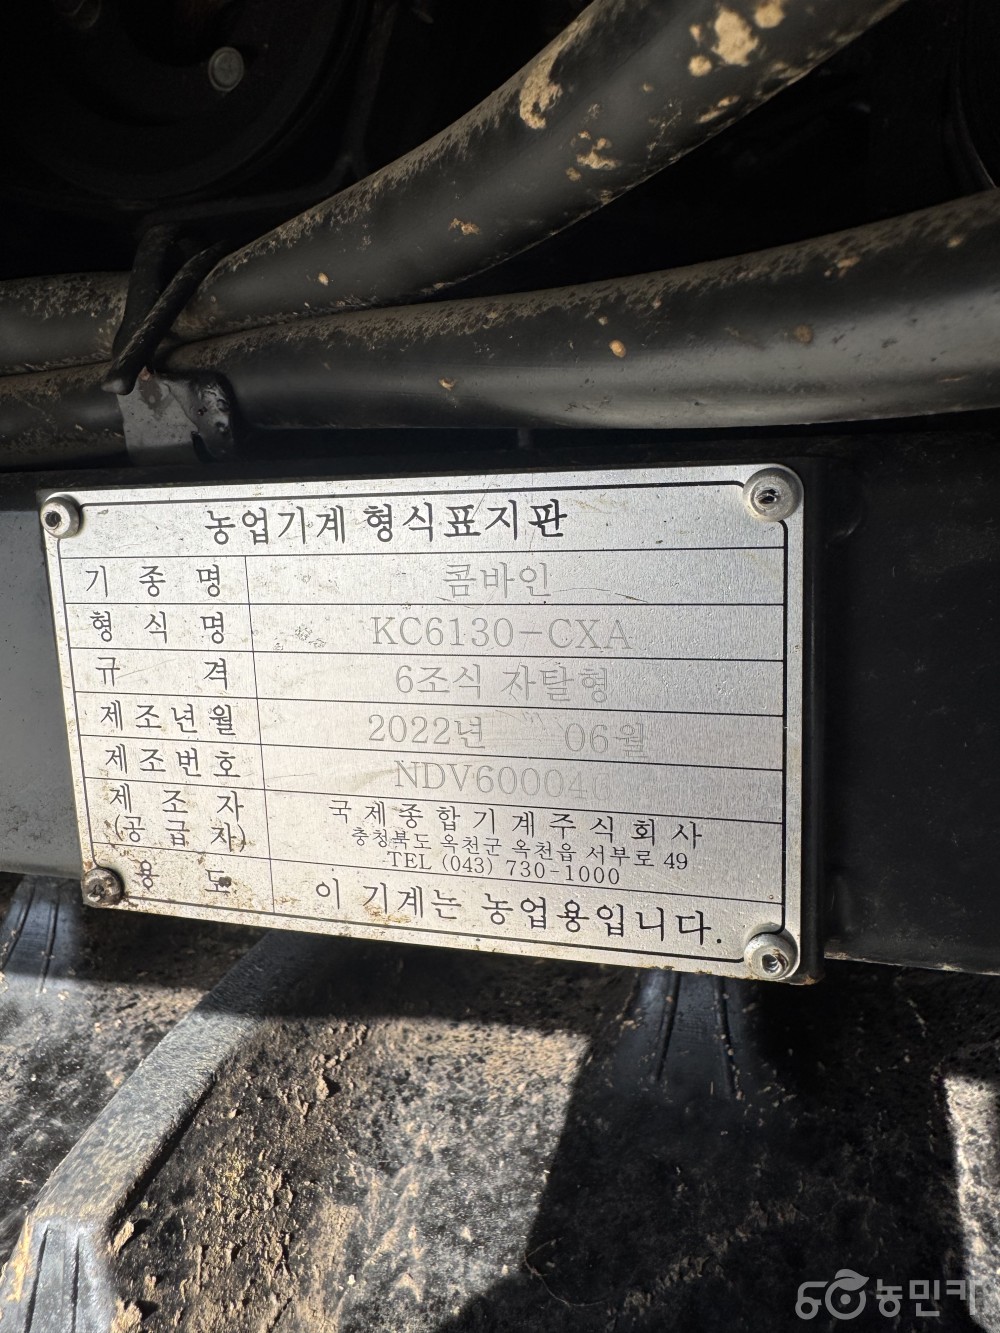 농업기계 형식표지판
기종명 콤바인
형식명 KC6130-CXA
규격 6조식 자탈형
제조년월 2022년 06월
제조번호
제조자 국제종합기계주식회사
(공급자) 충청북도 옥천군 옥천읍 서부로 49
TEL (043) 730-1000
용도 이 기계는 농업용입니다.
농민카